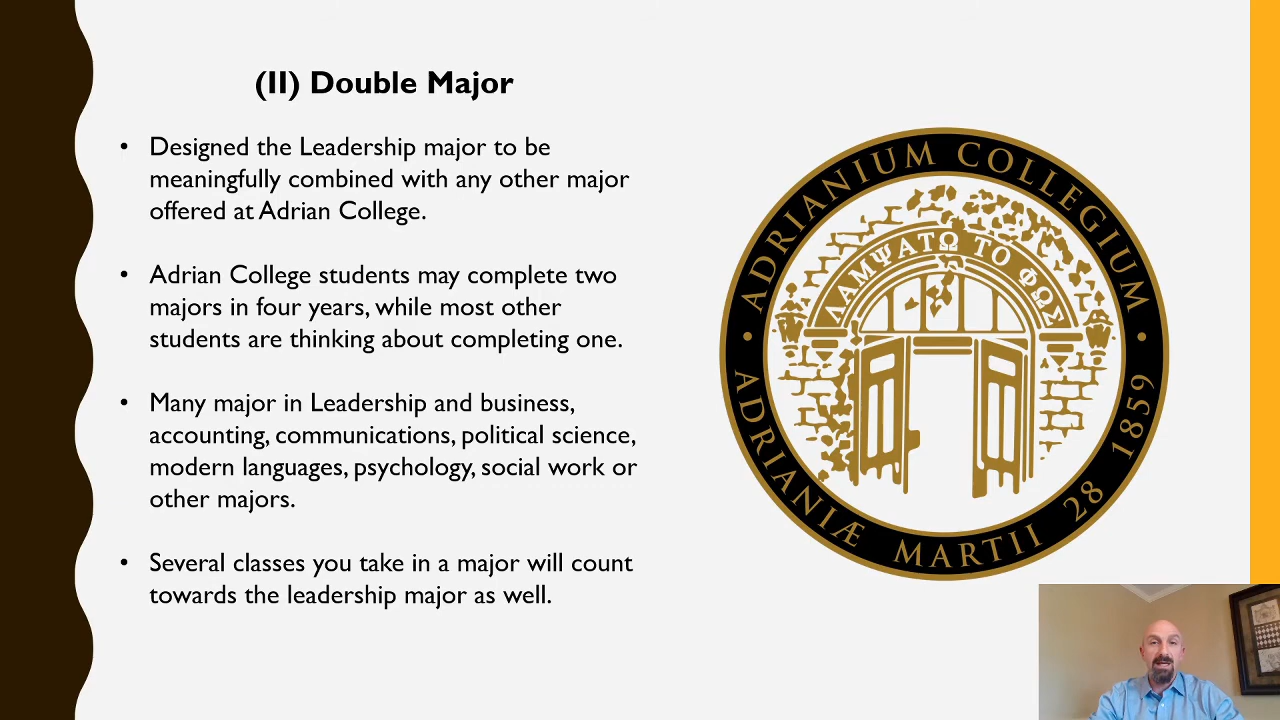 (II) Double Major
• Designed the Leadership major to be
meaningfully combined with any other major
offered at Adrian College.
• Adrian College students may complete two
majors in four years, while most other
students are thinking about completing one.
• Many major in Leadership and business,
accounting, communications, political science,
modern languages, psychology, social work or
other majors.
• Several classes you take in a major will count
towards the leadership major as well.
• ADRIANIUM COLLEGIUM •
ΛΑΜΨΑΤΩ ΤΟ ΦΩΣ
ADRIANIÆ MARTII 28 1859